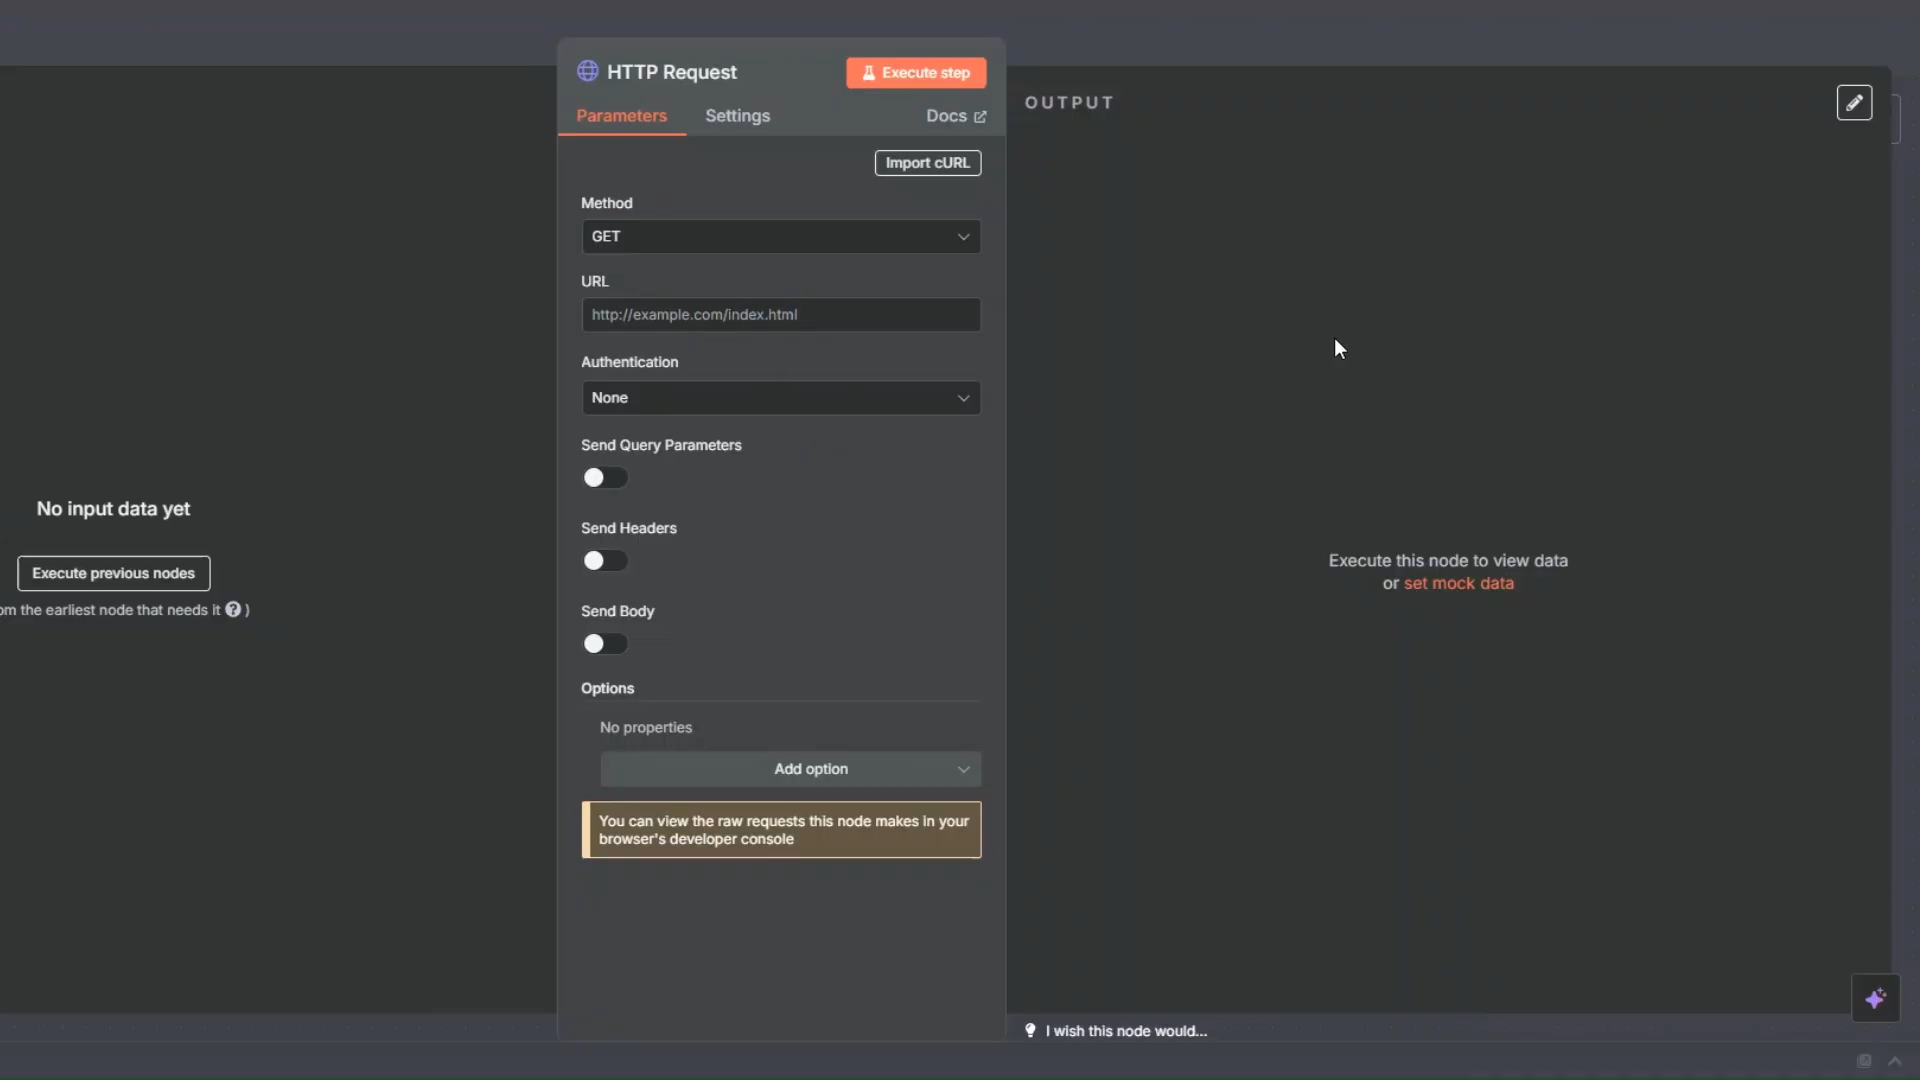 HTTP Request
Execute step
Parameters
Settings
Docs
OUTPUT
Import cURL
Method
GET
URL
http://example.com/index.html
Authentication
None
Send Query Parameters
Send Headers
Send Body
Options
No properties
Add option
You can view the raw requests this node makes in your
browser's developer console
No input data yet
Execute previous nodes
the earliest node that needs it ? )
Execute this node to view data
or set mock data
I wish this node would...